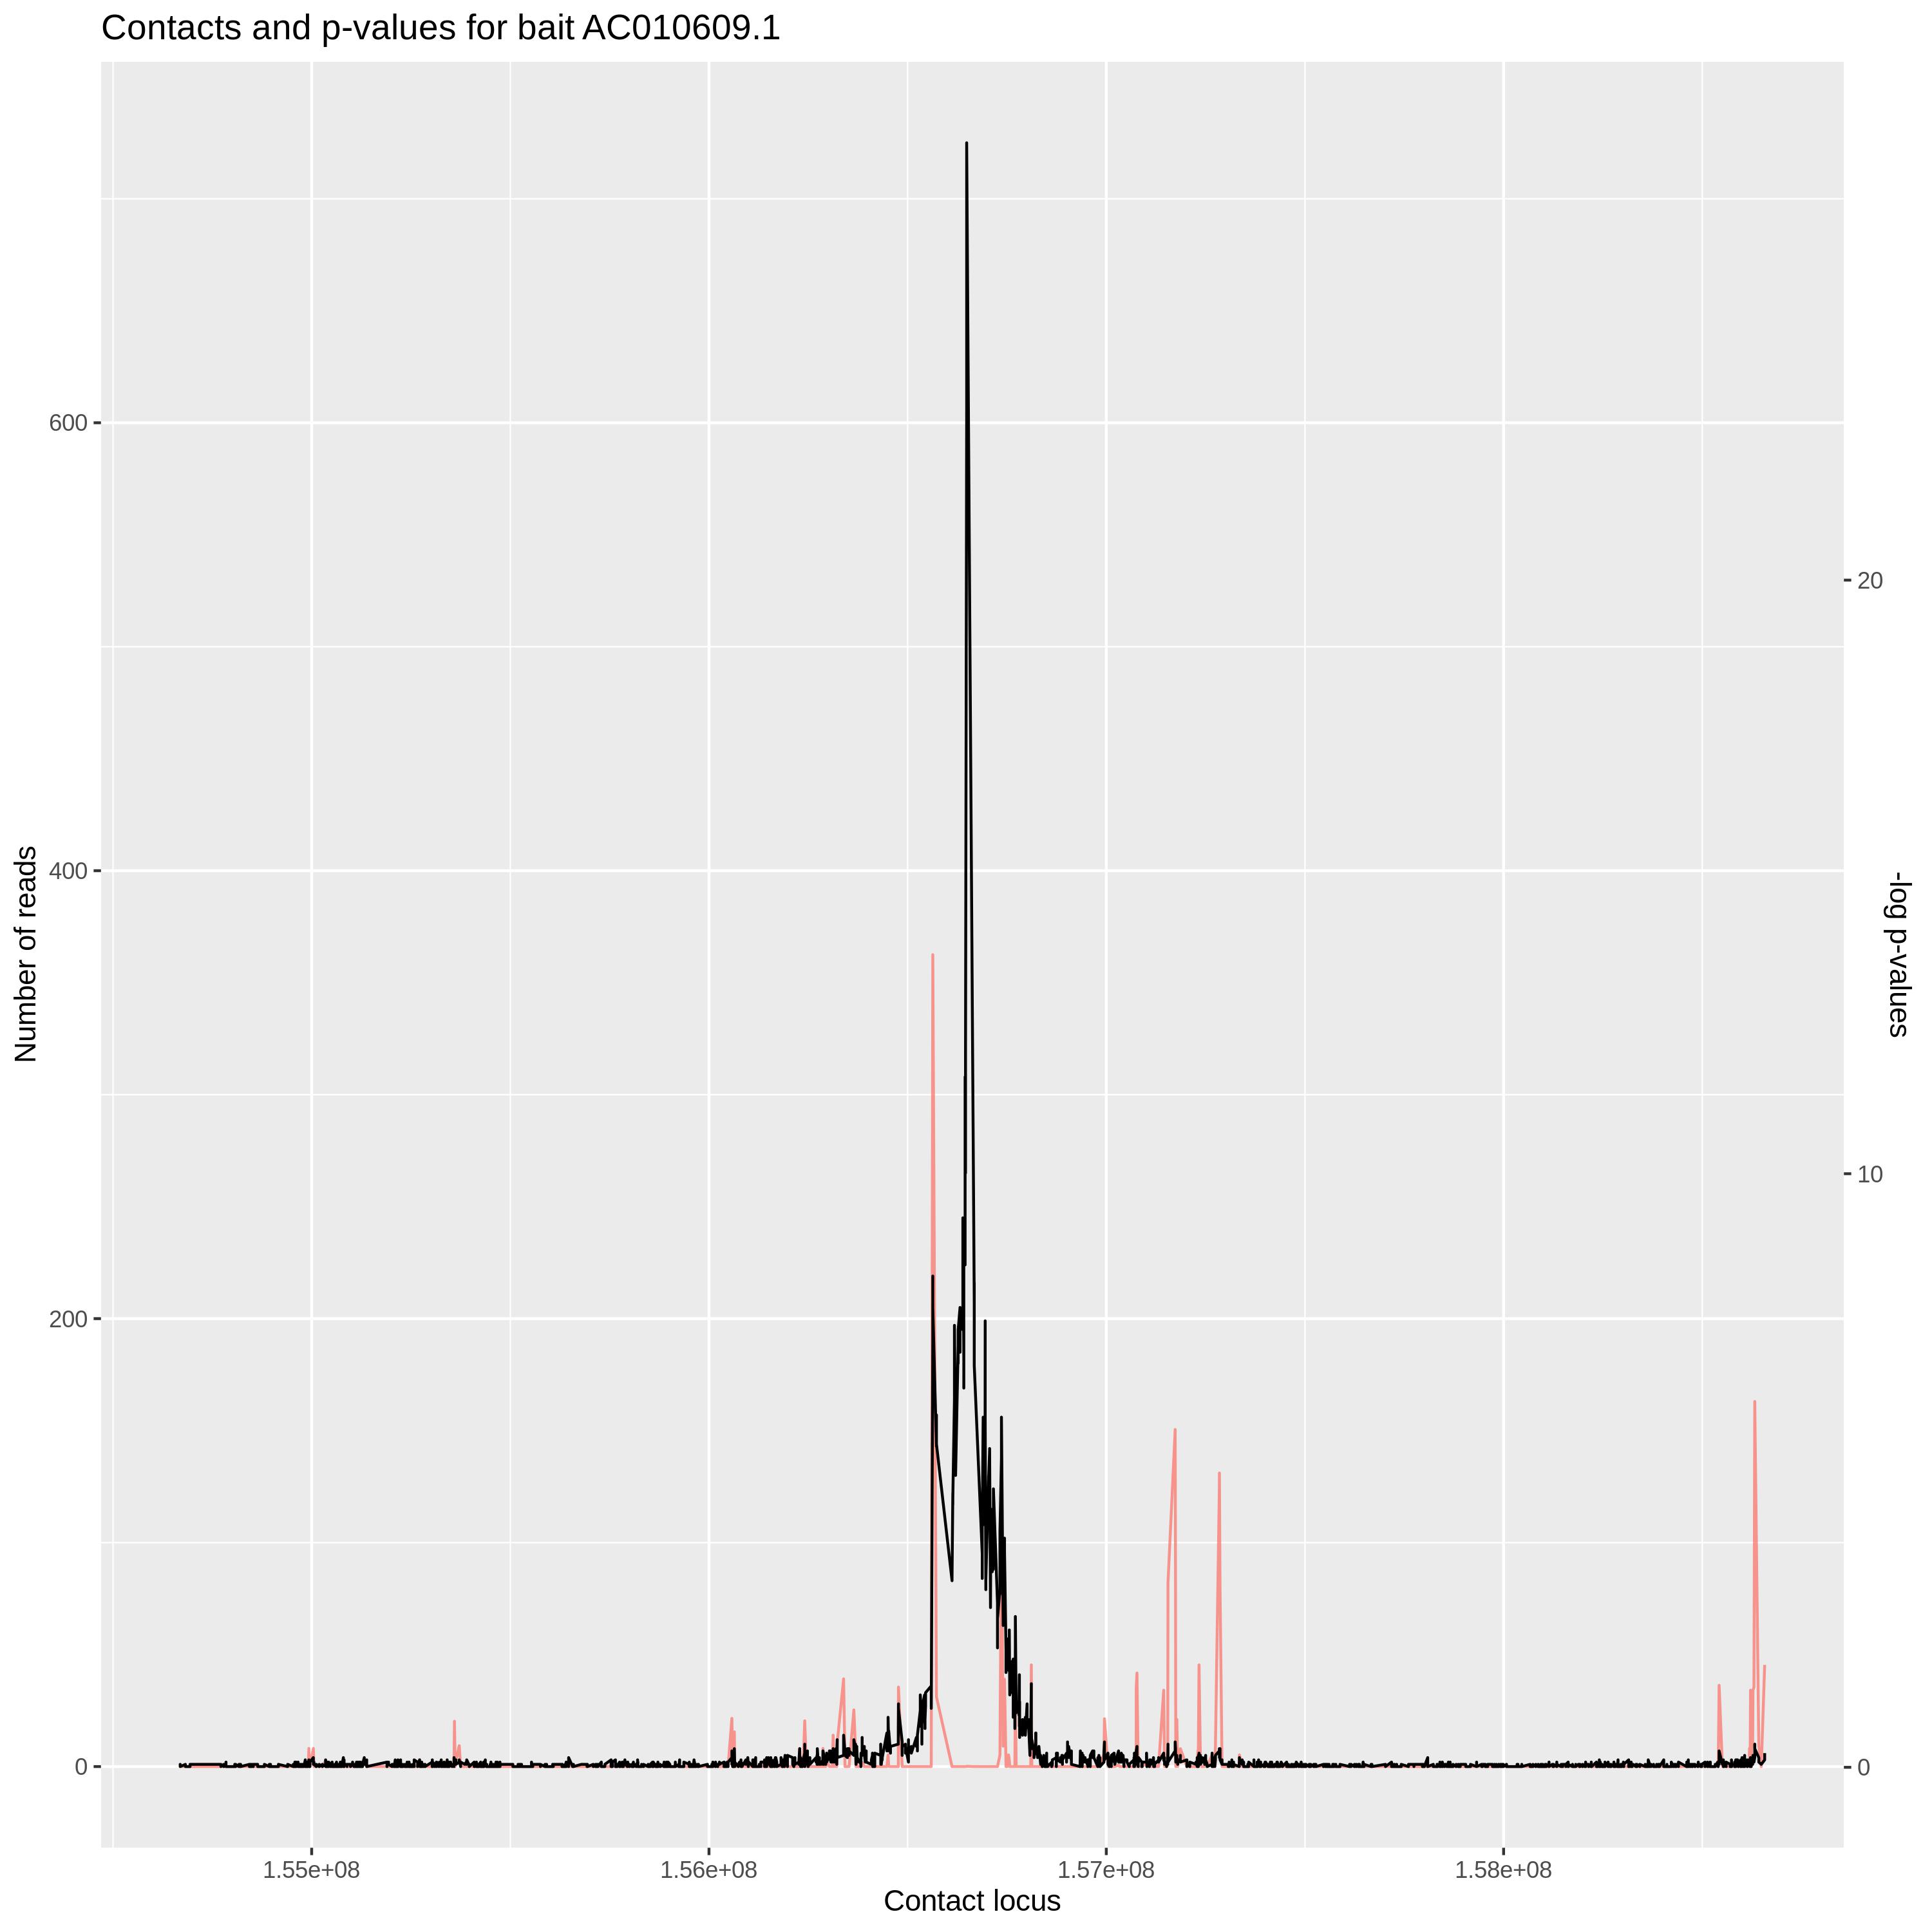 Contacts and p-values for bait AC010609.1
Number of reads
600
400
200
0
20
10
0
-log p-values
1.55e+08
1.56e+08
1.57e+08
1.58e+08
Contact locus